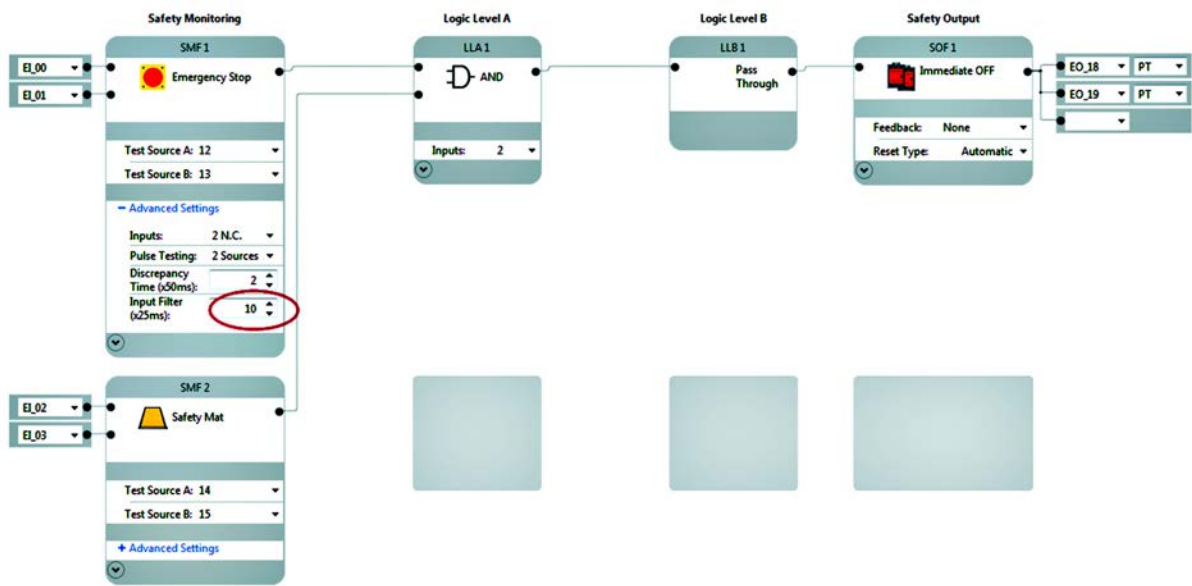 Safety Monitoring
Logic Level A
Logic Level B
Safety Output
SMF 1
EI_00
EI_01
Emergency Stop
Test Source A: 12
Test Source B: 13
− Advanced Settings
Inputs: 2 N.C.
Pulse Testing: 2 Sources
Discrepancy
Time (x50ms): 2
Input Filter
(x25ms): 10
LLA 1
AND
Inputs: 2
LLB 1
Pass
Through
SOF 1
Immediate OFF
Feedback: None
Reset Type: Automatic
EO_18 PT
EO_19 PT
SMF 2
EI_02
EI_03
Safety Mat
Test Source A: 14
Test Source B: 15
+ Advanced Settings